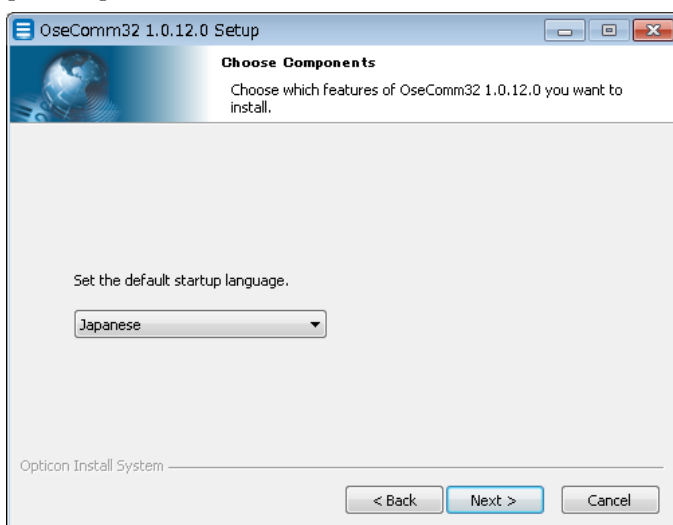 OseComm32 1.0.12.0 Setup
Choose Components
Choose which features of OseComm32 1.0.12.0 you want to
install.
Set the default startup language.
Japanese
Opticon Install System
< Back
Next >
Cancel